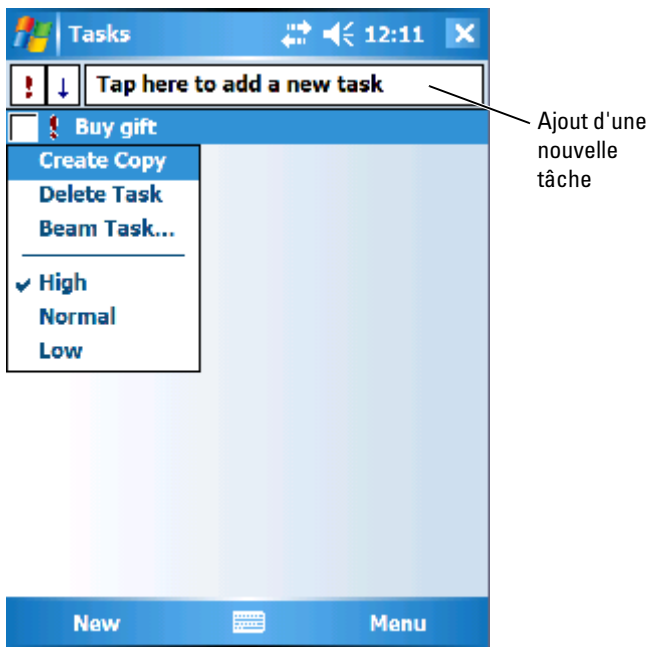 Tasks 12:11
! ↓ Tap here to add a new task
Ajout d'une
nouvelle
tâche
! Buy gift
Create Copy
Delete Task
Beam Task...
✓ High
Normal
Low
New Menu